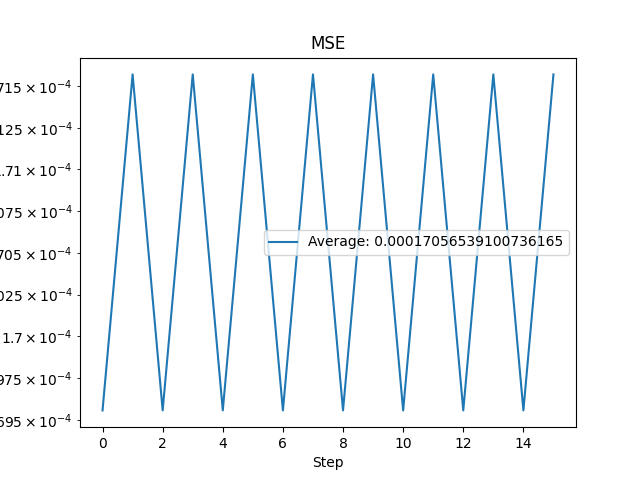 MSE
715 × 10⁻⁴
125 × 10⁻⁴
.71 × 10⁻⁴
075 × 10⁻⁴
705 × 10⁻⁴
025 × 10⁻⁴
1.7 × 10⁻⁴
975 × 10⁻⁴
695 × 10⁻⁴
Average: 0.00017056539100736165
0 2 4 6 8 10 12 14
Step